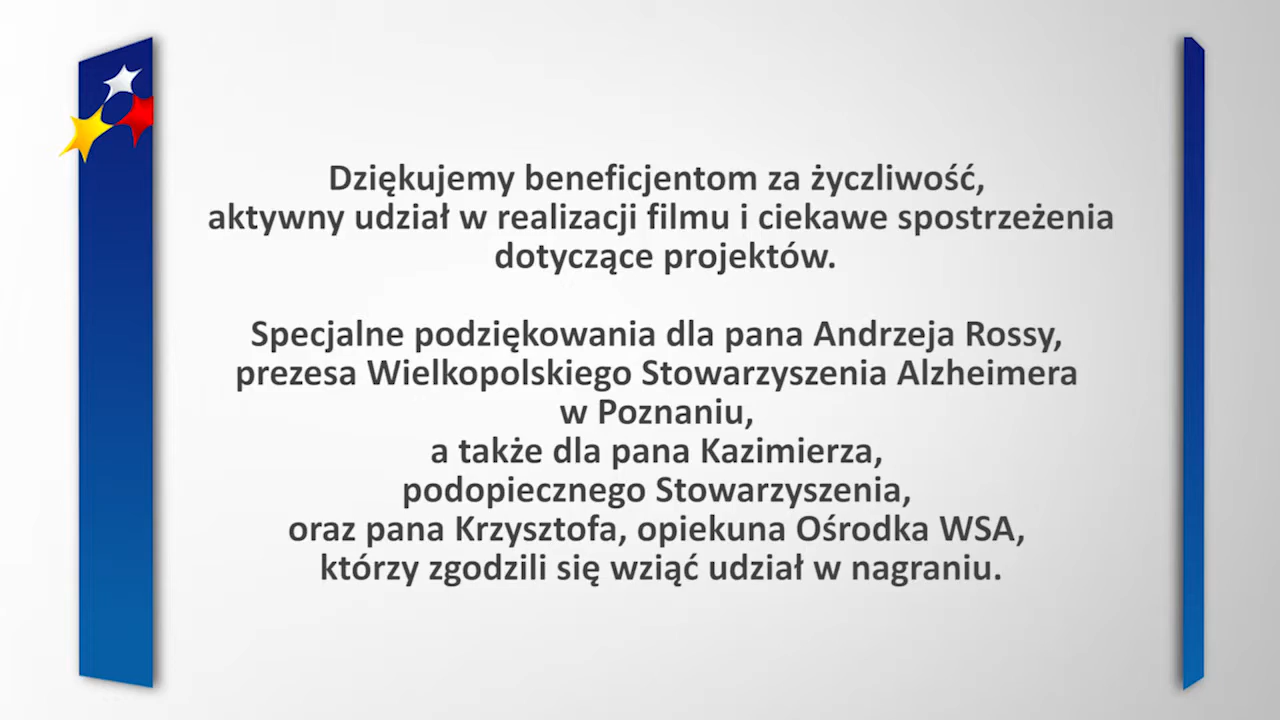 Dziękujemy beneficjentom za życzliwość,
aktywny udział w realizacji filmu i ciekawe spostrzeżenia
dotyczące projektów.
Specjalne podziękowania dla pana Andrzeja Rossy,
prezesa Wielkopolskiego Stowarzyszenia Alzheimera
w Poznaniu,
a także dla pana Kazimierza,
podopiecznego Stowarzyszenia,
oraz pana Krzysztofa, opiekuna Ośrodka WSA,
którzy zgodzili się wziąć udział w nagraniu.